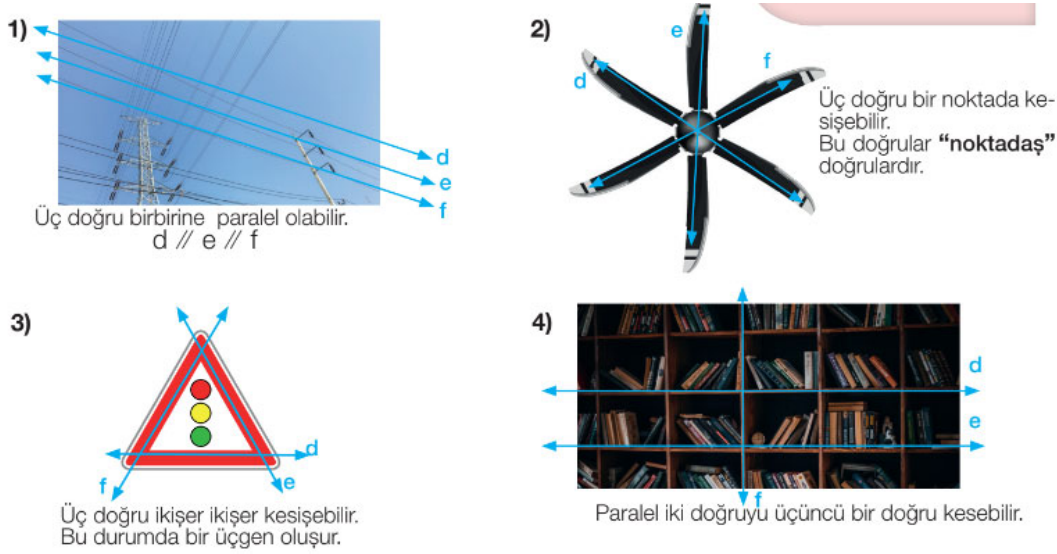 1)
d
e
f
Üç doğru birbirine paralel olabilir.
d // e // f
2)
e
d
f
Üç doğru bir noktada ke-
sişebilir.
Bu doğrular “noktadaş”
doğrulardır.
3)
d
f
e
Üç doğru ikişer ikişer kesişebilir.
Bu durumda bir üçgen oluşur.
4)
d
e
f
Paralel iki doğruyu üçüncü bir doğru kesebilir.